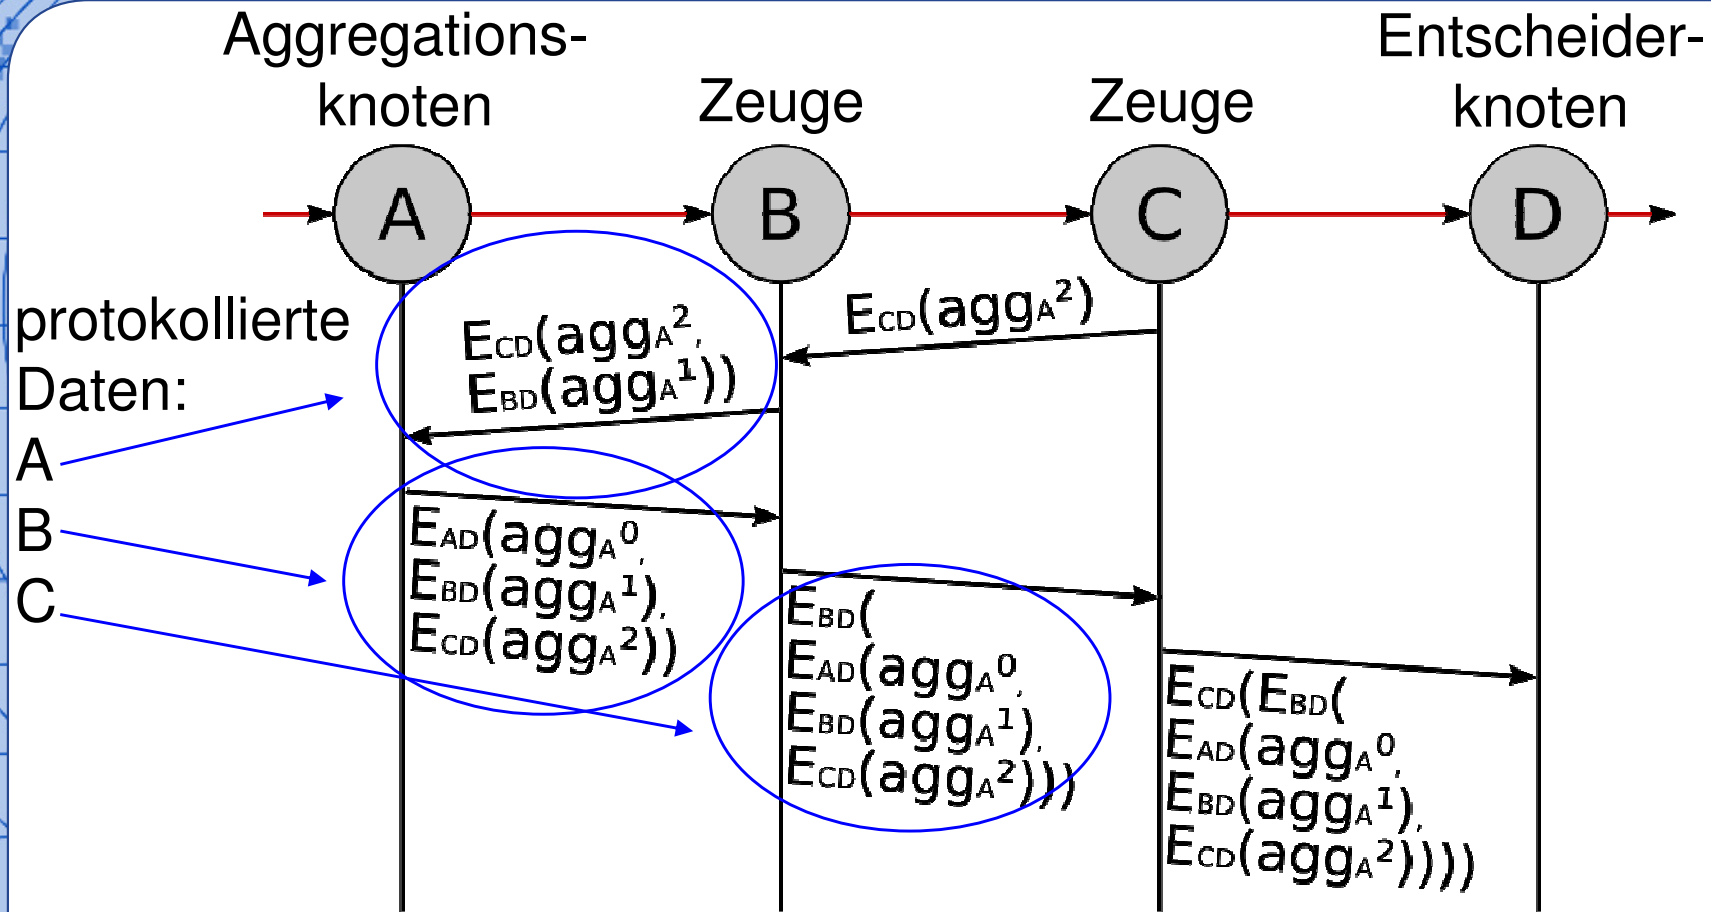 Aggregations-
knoten
Zeuge
Zeuge
Entscheider-
knoten
A
B
C
D
protokollierte
Daten:
A
B
C
ECD(aggA²)
ECD(aggA²,
EBD(aggA¹))
EAD(aggA⁰,
EBD(aggA¹),
ECD(aggA²))
EBD(
EAD(aggA⁰,
EBD(aggA¹),
ECD(aggA²)))
ECD(EBD(
EAD(aggA⁰,
EBD(aggA¹),
ECD(aggA²))))